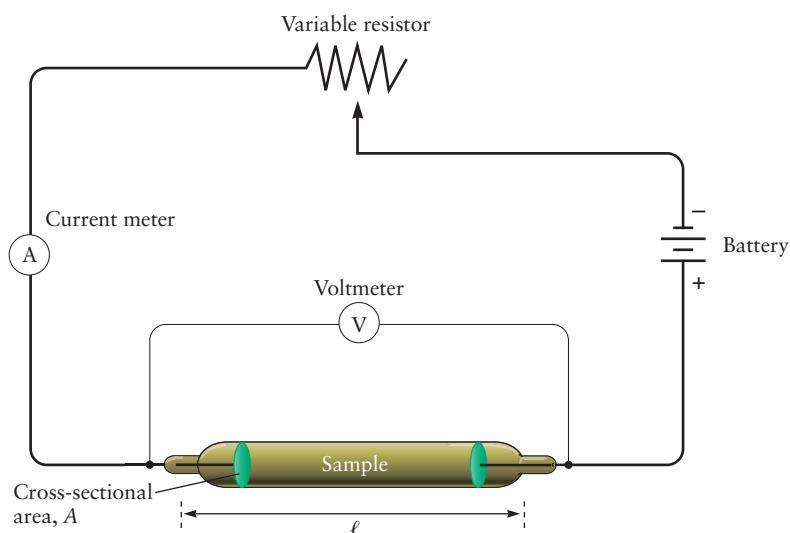 Variable resistor
Current meter
A
−
Battery
+
Voltmeter
V
Sample
Cross-sectional
area, A
ℓ